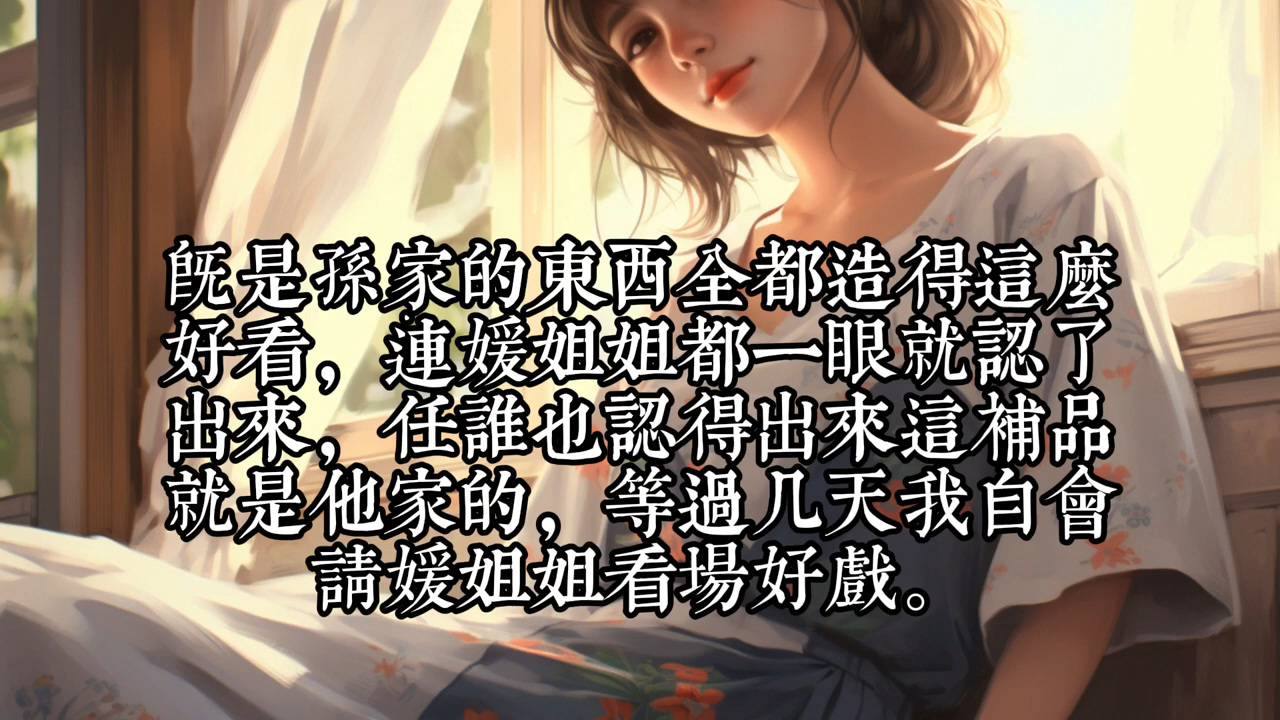 既是孫家的東西全都造得這麼
好看，連媛姐姐都一眼就認了
出來，任誰也認得出來這補品
就是他家的，等過几天我自會
請媛姐姐看場好戲。